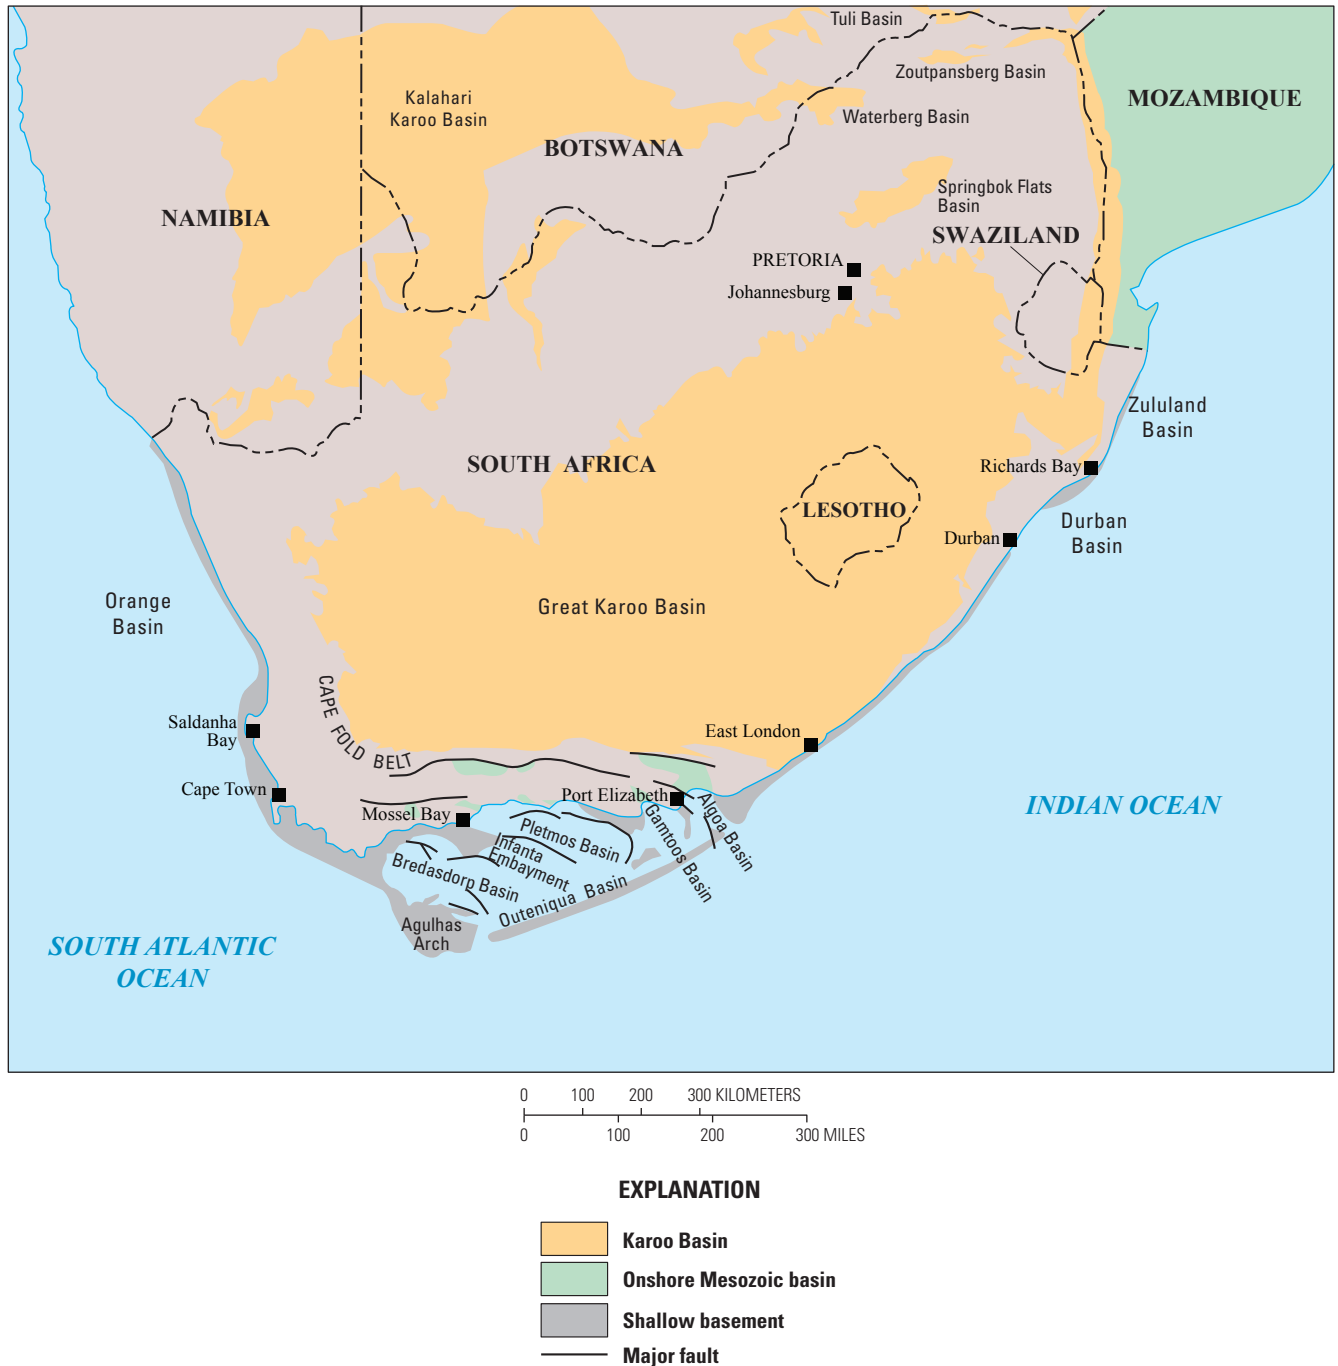 Tuli Basin
Zoutpansberg Basin
MOZAMBIQUE
Kalahari
Karoo Basin
Waterberg Basin
BOTSWANA
Springbok Flats
Basin
NAMIBIA
SWAZILAND
PRETORIA
Johannesburg
Zululand
Basin
SOUTH AFRICA
Richards Bay
LESOTHO
Durban
Basin
Durban
Orange
Basin
Great Karoo Basin
CAPE FOLD BELT
Saldanha
Bay
East London
Cape Town
Port Elizabeth
Mossel Bay
INDIAN OCEAN
Algoa Basin
Gamtoos Basin
Pletmos Basin
Infanta
Embayment
Bredasdorp Basin
Outeniqua Basin
Agulhas
Arch
SOUTH ATLANTIC
OCEAN
0 100 200 300 KILOMETERS
0 100 200 300 MILES
EXPLANATION
Karoo Basin
Onshore Mesozoic basin
Shallow basement
Major fault